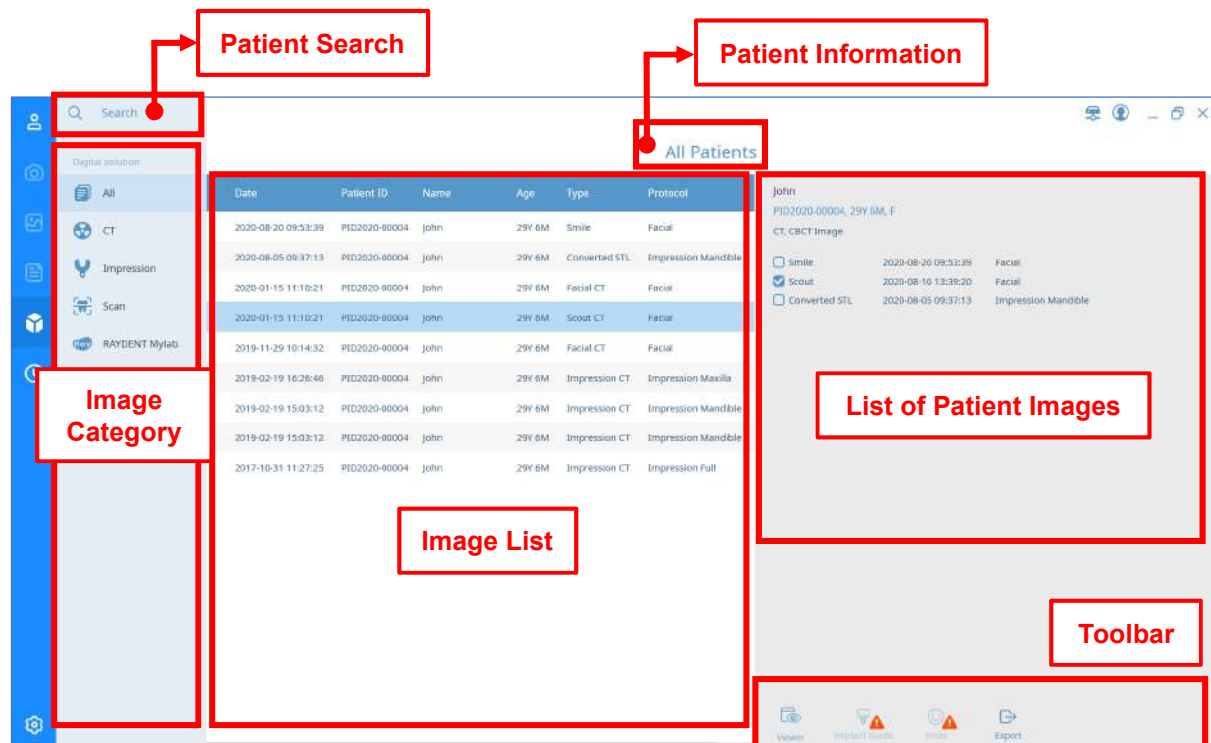 Patient Search
Patient Information
Search
All Patients
Digital solution
All
CT
Impression
Scan
RAYDENT Mylab
Image
Category
Date Patient ID Name Age Type Protocol
2020-08-20 09:53:39 PID2020-00004 John 29Y 6M Smile Facial
2020-08-05 09:37:13 PID2020-00004 John 29Y 6M Converted STL Impression Mandible
2020-01-15 11:10:21 PID2020-00004 John 29Y 6M Facial CT Facial
2020-01-15 11:10:21 PID2020-00004 John 29Y 6M Scout CT Facial
2019-11-29 10:14:32 PID2020-00004 John 29Y 6M Facial CT Facial
2019-02-19 16:26:46 PID2020-00004 John 29Y 6M Impression CT Impression Maxilla
2019-02-19 15:03:12 PID2020-00004 John 29Y 6M Impression CT Impression Mandible
2019-02-19 15:03:12 PID2020-00004 John 29Y 6M Impression CT Impression Mandible
2017-10-31 11:27:25 PID2020-00004 John 29Y 6M Impression CT Impression Full
Image List
John
PID2020-00004, 29Y 6M, F
CT, CBCT Image
Smile 2020-08-20 09:53:39 Facial
Scout 2020-08-10 13:39:20 Facial
Converted STL 2020-08-05 09:37:13 Impression Mandible
List of Patient Images
Toolbar
Viewer Implant Guide Smile Export